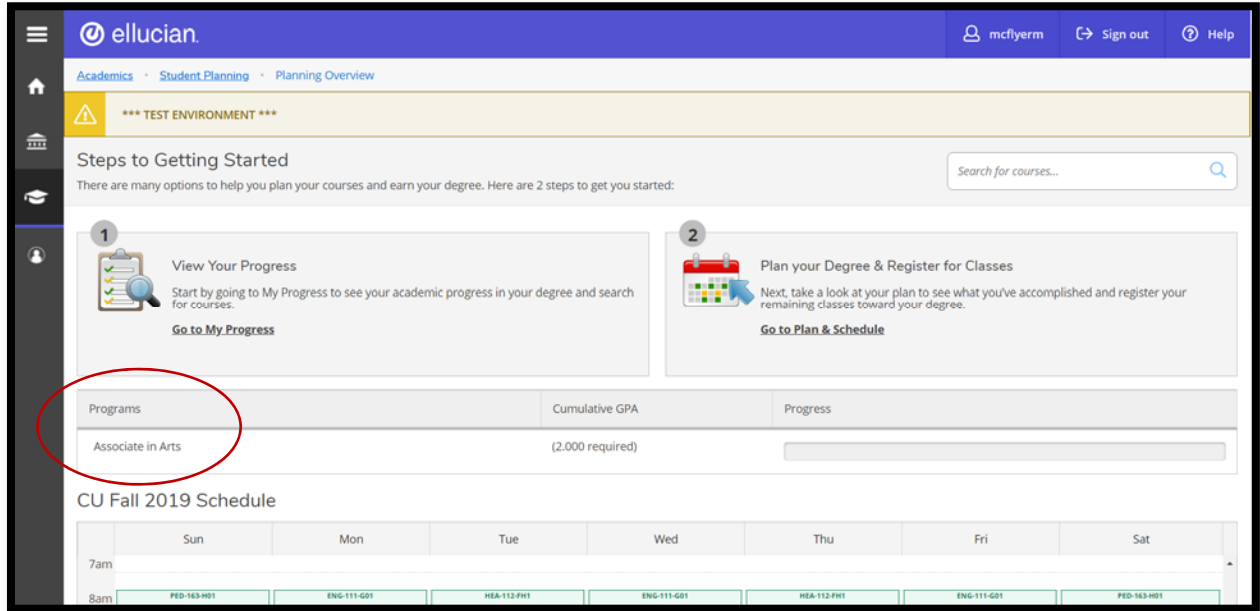 ellucian.
mcflyerm
Sign out
Help
Academics · Student Planning · Planning Overview
*** TEST ENVIRONMENT ***
Steps to Getting Started
There are many options to help you plan your courses and earn your degree. Here are 2 steps to get you started:
Search for courses...
1
View Your Progress
Start by going to My Progress to see your academic progress in your degree and search
for courses.
Go to My Progress
2
Plan your Degree & Register for Classes
Next, take a look at your plan to see what you've accomplished and register your
remaining classes toward your degree.
Go to Plan & Schedule
Programs Cumulative GPA Progress
Associate in Arts (2.000 required)
CU Fall 2019 Schedule
Sun Mon Tue Wed Thu Fri Sat
7am
8am PED-163-H01 ENG-111-G01 HEA-112-FH1 ENG-111-G01 HEA-112-FH1 ENG-111-G01 PED-163-H01